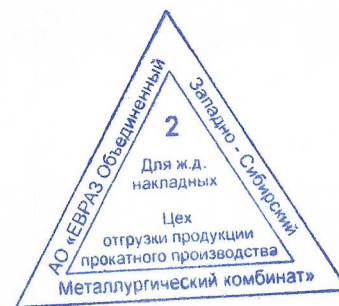 АО «ЕВРАЗ Объединенный
Западно - Сибирский
Металлургический комбинат»
2
Для ж.д.
накладных
Цех
отгрузки продукции
прокатного производства